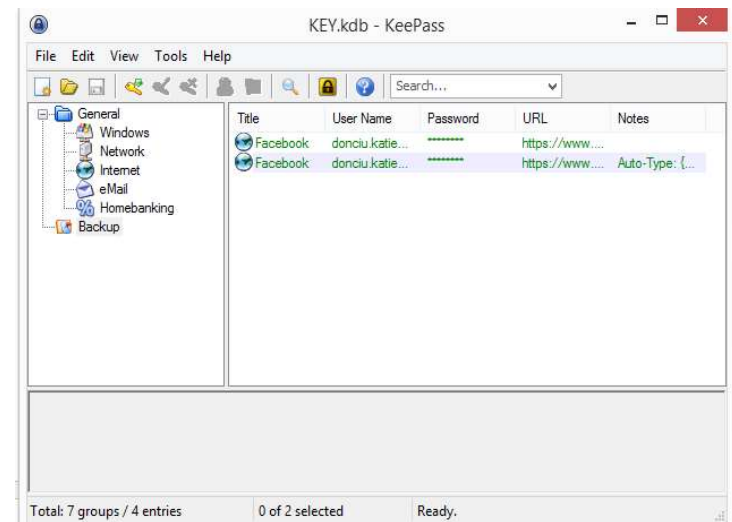 KEY.kdb - KeePass
File Edit View Tools Help
Search...
General
Windows
Network
Internet
eMail
Homebanking
Backup
Title User Name Password URL Notes
Facebook donciu.katie... ******** https://www....
Facebook donciu.katie... ******** https://www.... Auto-Type: {...
Total: 7 groups / 4 entries 0 of 2 selected Ready.